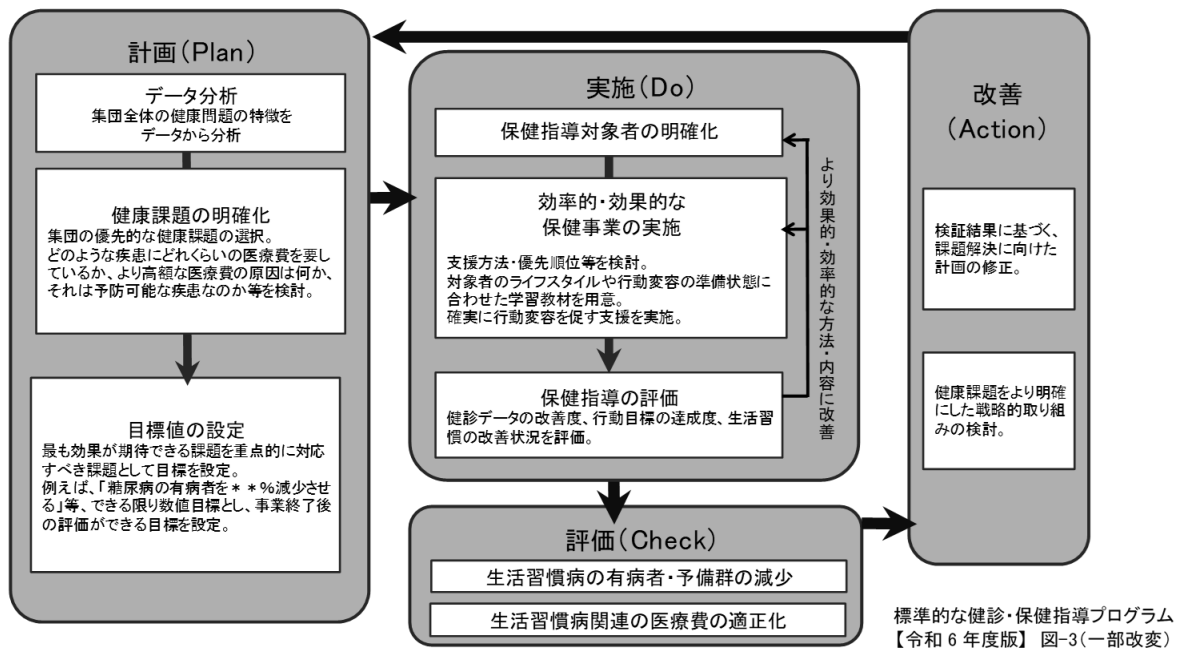 計画(Plan)
データ分析
集団全体の健康問題の特徴を
データから分析
健康課題の明確化
集団の優先的な健康課題の選択。
どのような疾患にどれくらいの医療費を要し
ているか、より高額な医療費の原因は何か、
それは予防可能な疾患なのか等を検討。
目標値の設定
最も効果が期待できる課題を重点的に対応
すべき課題として目標を設定。
例えば、「糖尿病の有病者を**%減少させ
る」等、できる限り数値目標とし、事業終了後
の評価ができる目標を設定。
実施(Do)
保健指導対象者の明確化
効率的・効果的な
保健事業の実施
支援方法・優先順位等を検討。
対象者のライフスタイルや行動変容の準備状態に
合わせた学習教材を用意。
確実に行動変容を促す支援を実施。
保健指導の評価
健診データの改善度、行動目標の達成度、生活習
慣の改善状況を評価。
より効果的・効率的な方法・内容に改善
評価(Check)
生活習慣病の有病者・予備群の減少
生活習慣病関連の医療費の適正化
改善
(Action)
検証結果に基づく、
課題解決に向けた
計画の修正。
健康課題をより明確
にした戦略的取り組
みの検討。
標準的な健診・保健指導プログラム
【令和6年度版】 図-3(一部改変)